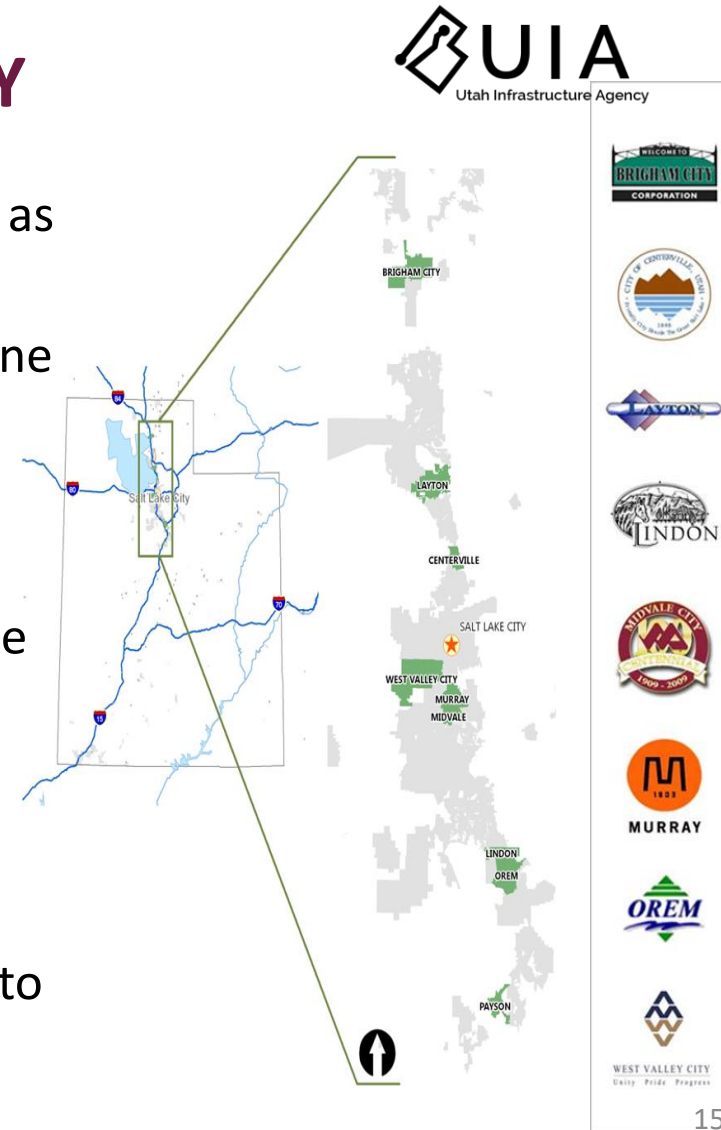 Y
UIA
Utah Infrastructure Agency
as
ne
e
to
84
80
Salt Lake City
70
15
BRIGHAM CITY
LAYTON
CENTERVILLE
SALT LAKE CITY
WEST VALLEY CITY
MURRAY
MIDVALE
LINDON
OREM
PAYSON
WELCOME TO
BRIGHAM CITY
CORPORATION
CITY OF CENTERVILLE, UTAH
LAYTON
LINDON
MIDVALE CITY
CENTENNIAL
1909 - 2009
1903
MURRAY
OREM
WEST VALLEY CITY
Unity Pride Progress
15